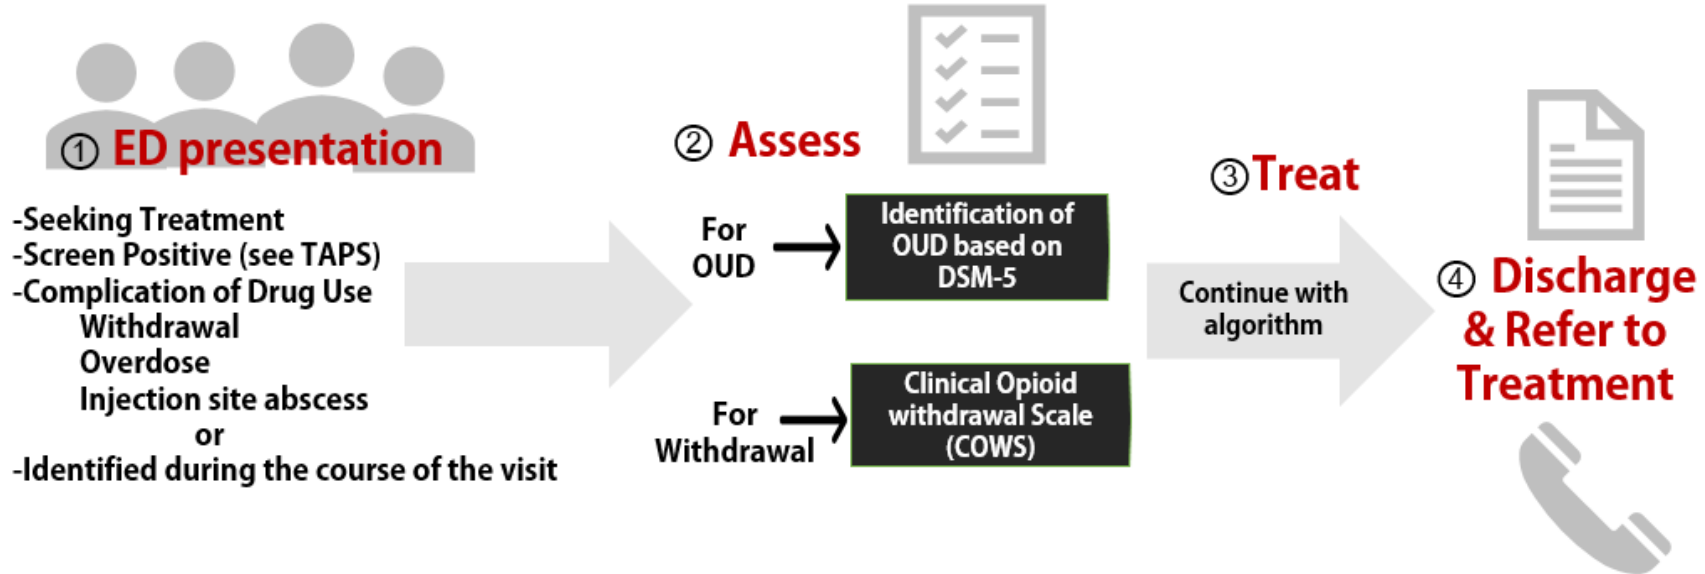 ① ED presentation
-Seeking Treatment
-Screen Positive (see TAPS)
-Complication of Drug Use
Withdrawal
Overdose
Injection site abscess
or
-Identified during the course of the visit
② Assess
For
OUD
Identification of
OUD based on
DSM-5
For
Withdrawal
Clinical Opioid
withdrawal Scale
(COWS)
③Treat
Continue with
algorithm
④ Discharge
& Refer to
Treatment